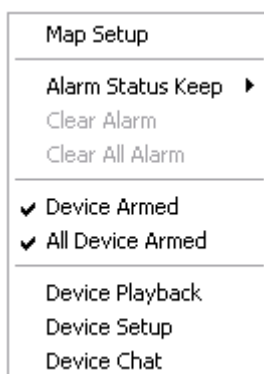 Map Setup
Alarm Status Keep
Clear Alarm
Clear All Alarm
Device Armed
All Device Armed
Device Playback
Device Setup
Device Chat